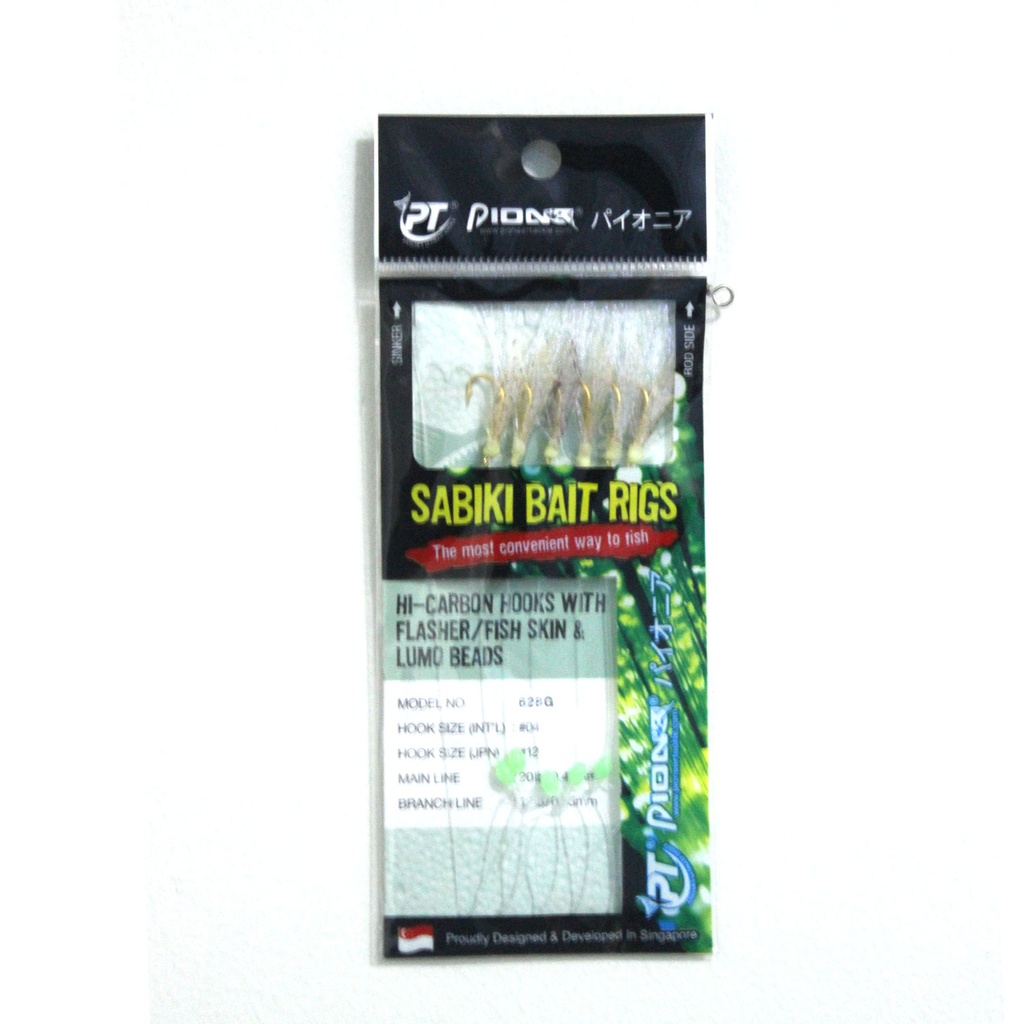 PT PIONEER パイオニア
SINKER
ROD SIDE
SABIKI BAIT RIGS
The most convenient way to fish
HI-CARBON HOOKS WITH
FLASHER/FISH SKIN &
LUMO BEADS
MODEL NO : 628G
HOOK SIZE (INT'L) : #04
HOOK SIZE (JPN) : #12
MAIN LINE
BRANCH LINE
PT PIONEER パイオニア
Proudly Designed & Developed In Singapore